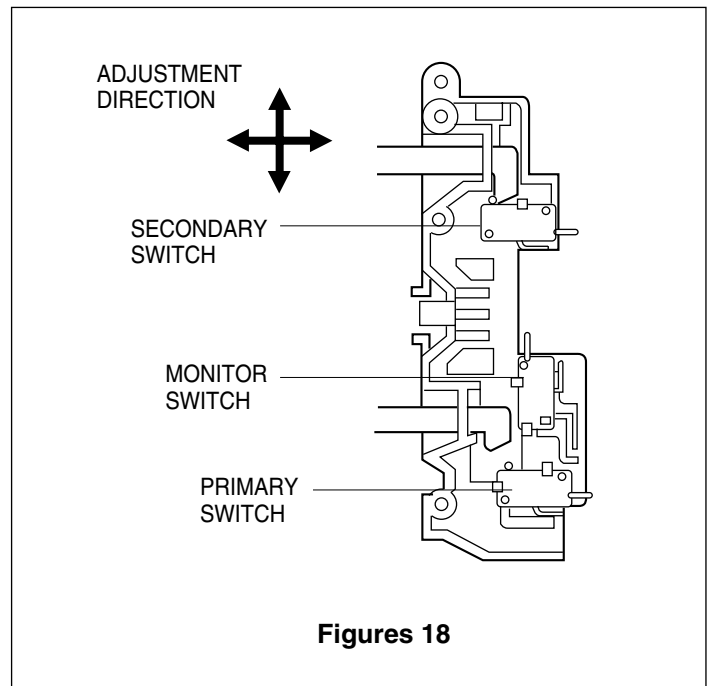 ADJUSTMENT
DIRECTION
SECONDARY
SWITCH
MONITOR
SWITCH
PRIMARY
SWITCH
Figures 18